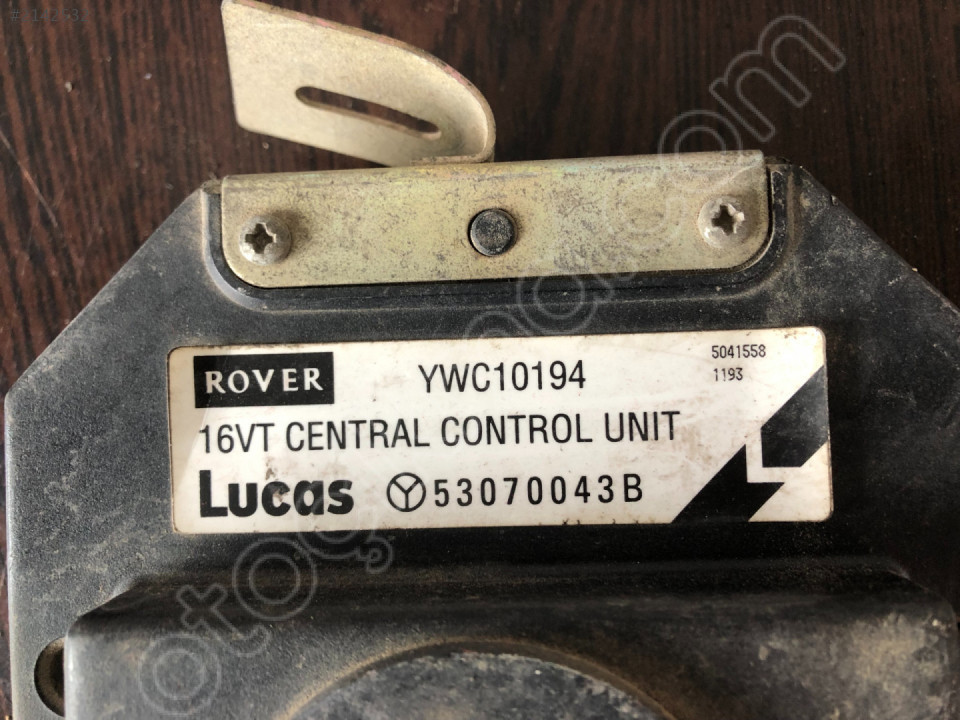 ROVER YWC10194
5041558
1193
16VT CENTRAL CONTROL UNIT
Lucas Y 53070043B